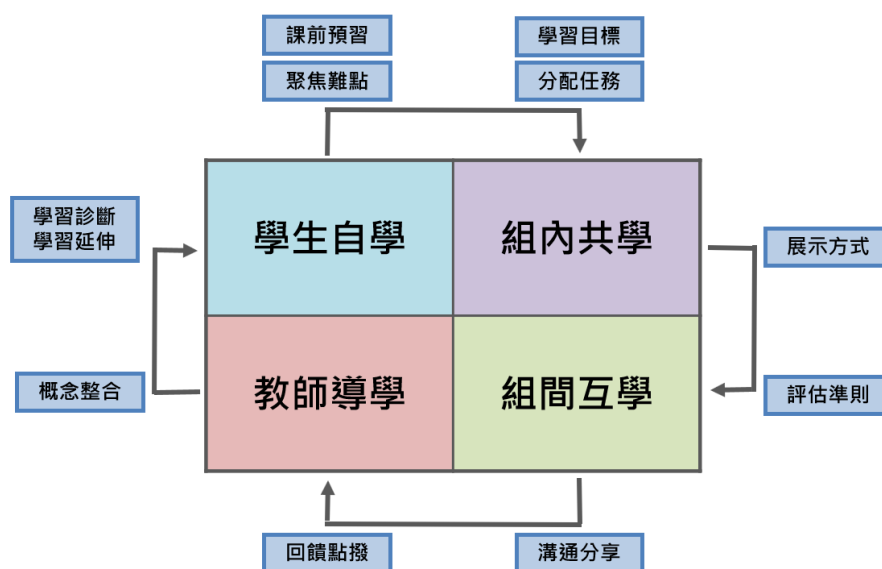 課前預習
學習目標
聚焦難點
分配任務
學習診斷
學習延伸
學生自學
組內共學
展示方式
概念整合
教師導學
組間互學
評估準則
回饋點撥
溝通分享